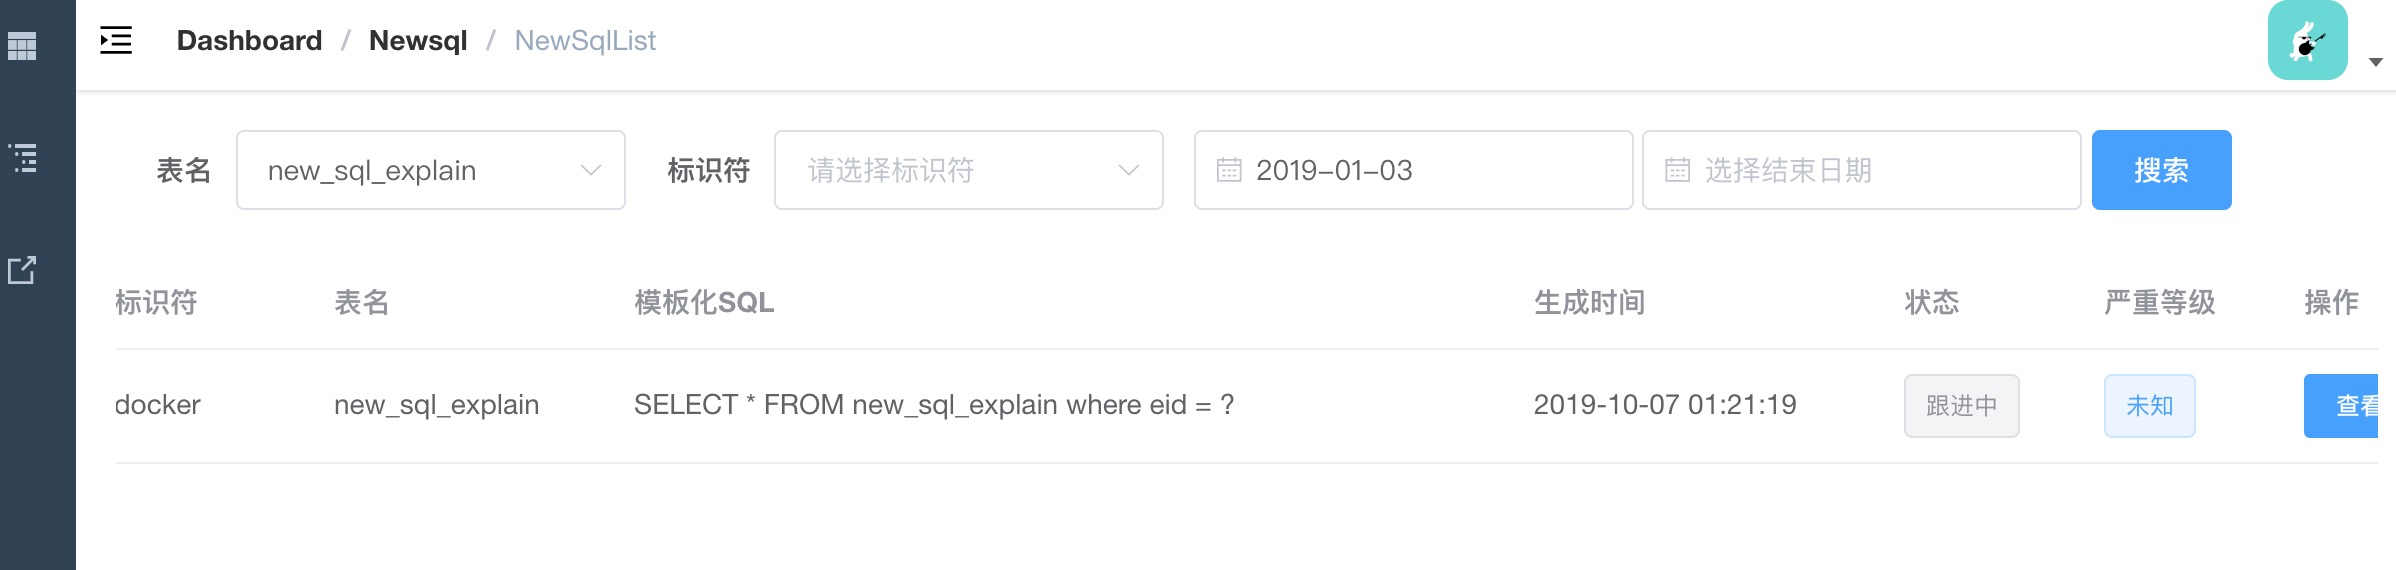 Dashboard / Newsql / NewSqlList
表名 new_sql_explain 标识符 请选择标识符 2019-01-03 选择结束日期 搜索
标识符 表名 模板化SQL 生成时间 状态 严重等级 操作
docker new_sql_explain SELECT * FROM new_sql_explain where eid = ? 2019-10-07 01:21:19 跟进中 未知 查看